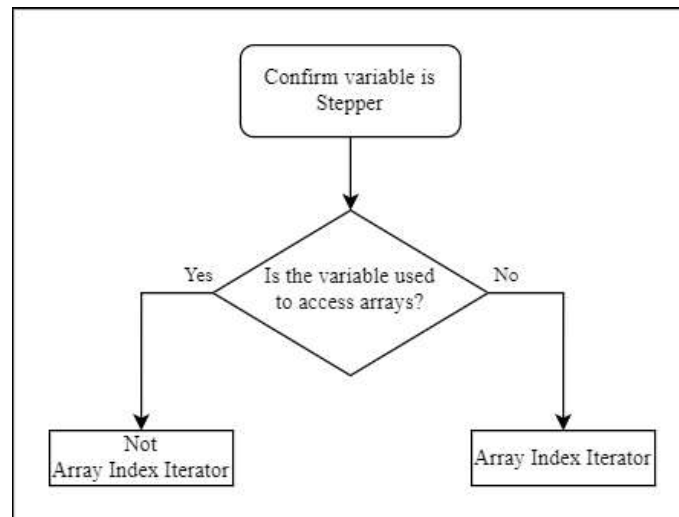 Confirm variable is
Stepper
Yes
Is the variable used
to access arrays?
No
Not
Array Index Iterator
Array Index Iterator